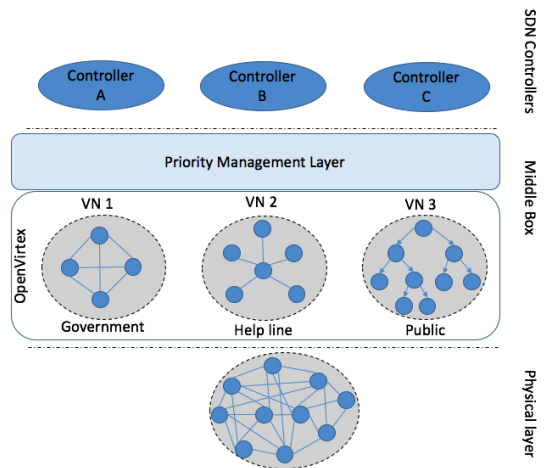 SDN Controllers
Controller
A
Controller
B
Controller
C
Middle Box
Priority Management Layer
OpenVirtex
VN 1
VN 2
VN 3
Government
Help line
Public
Physical layer